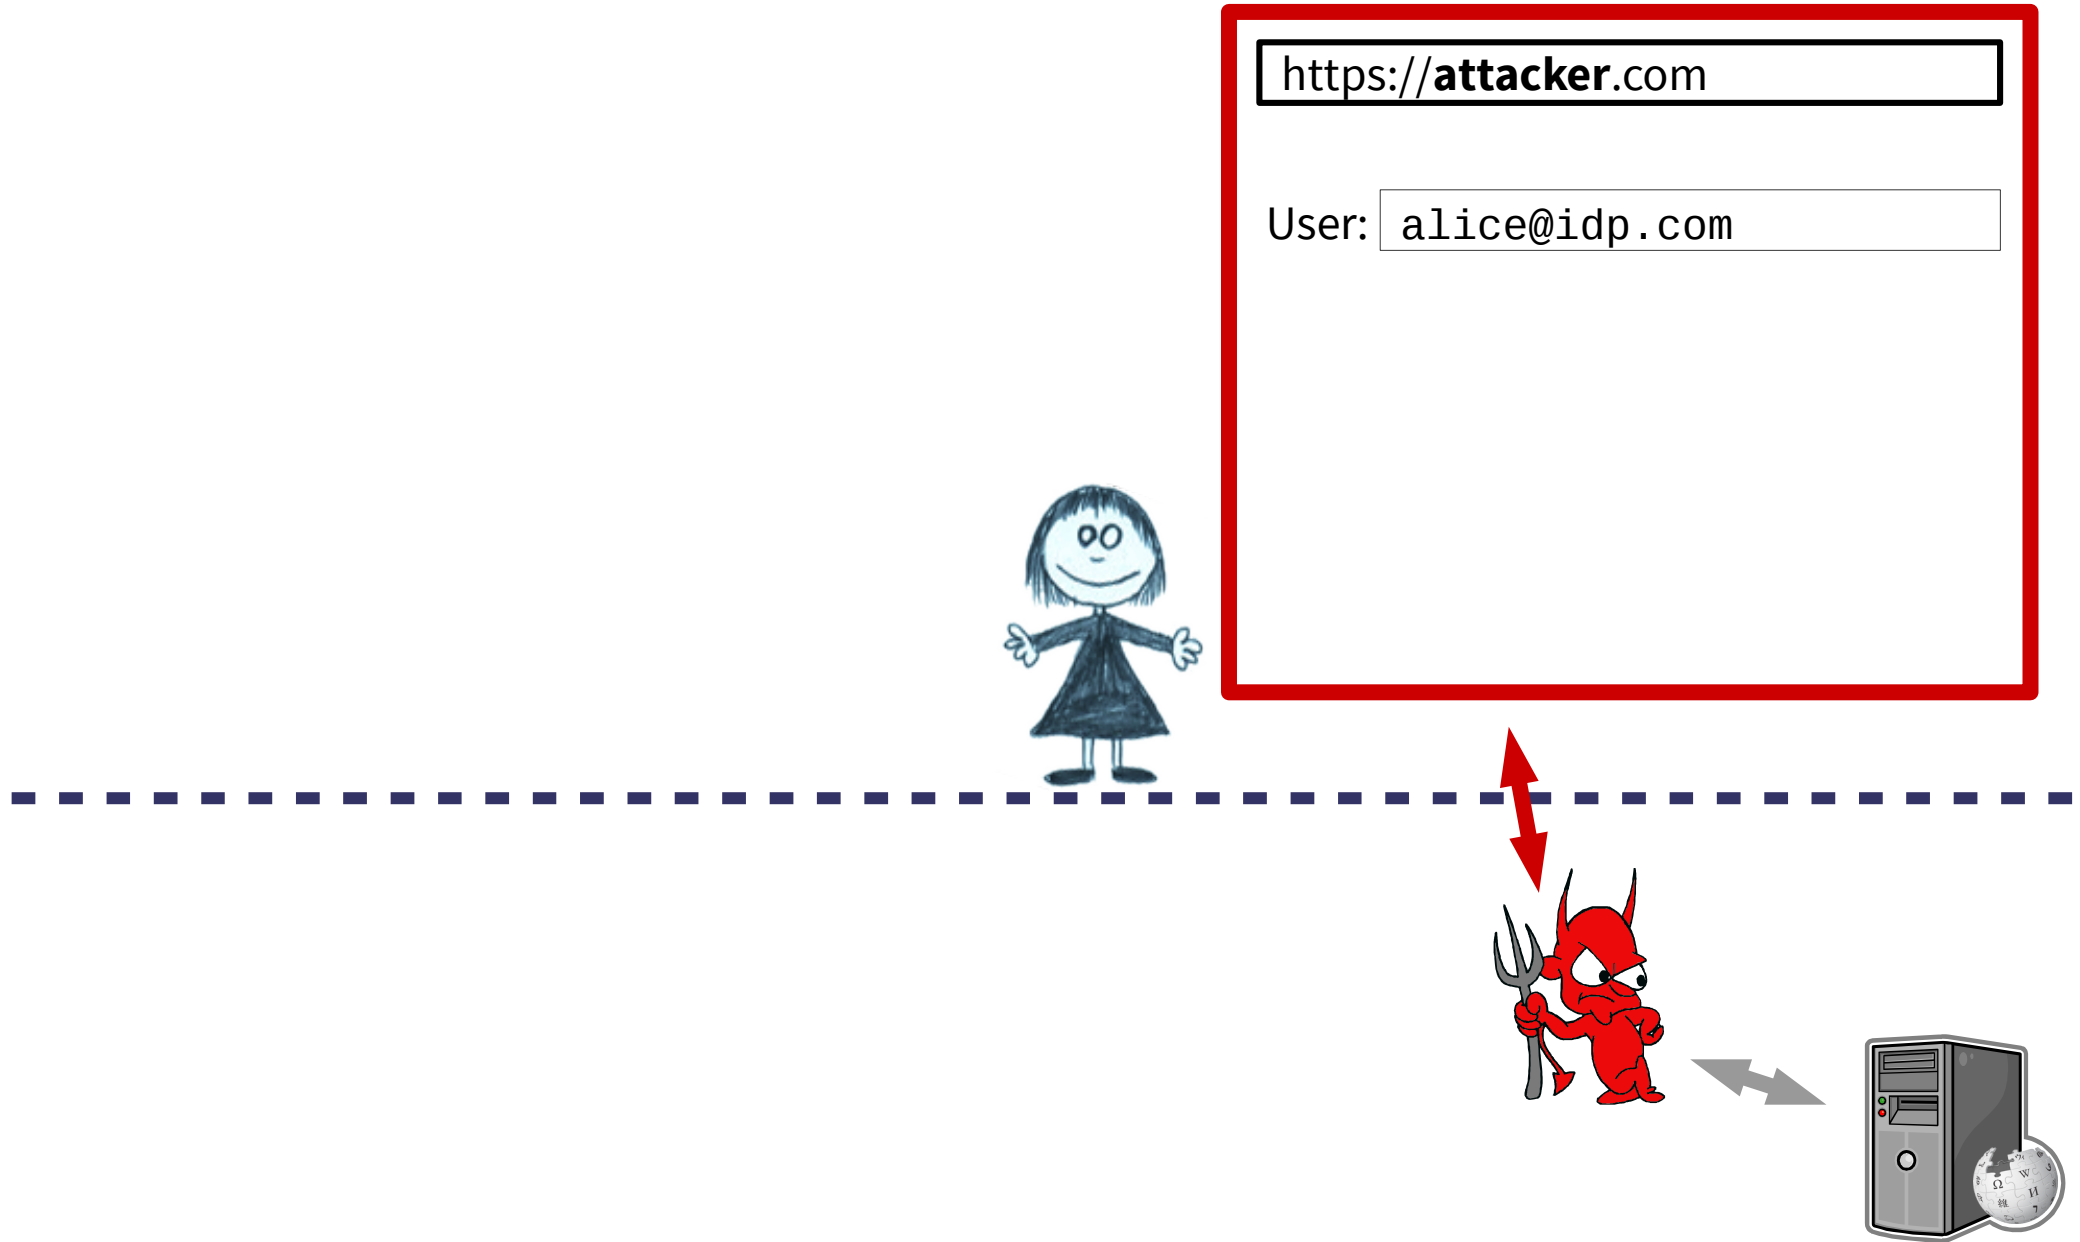 https://attacker.com
User: alice@idp.com
Ω W И